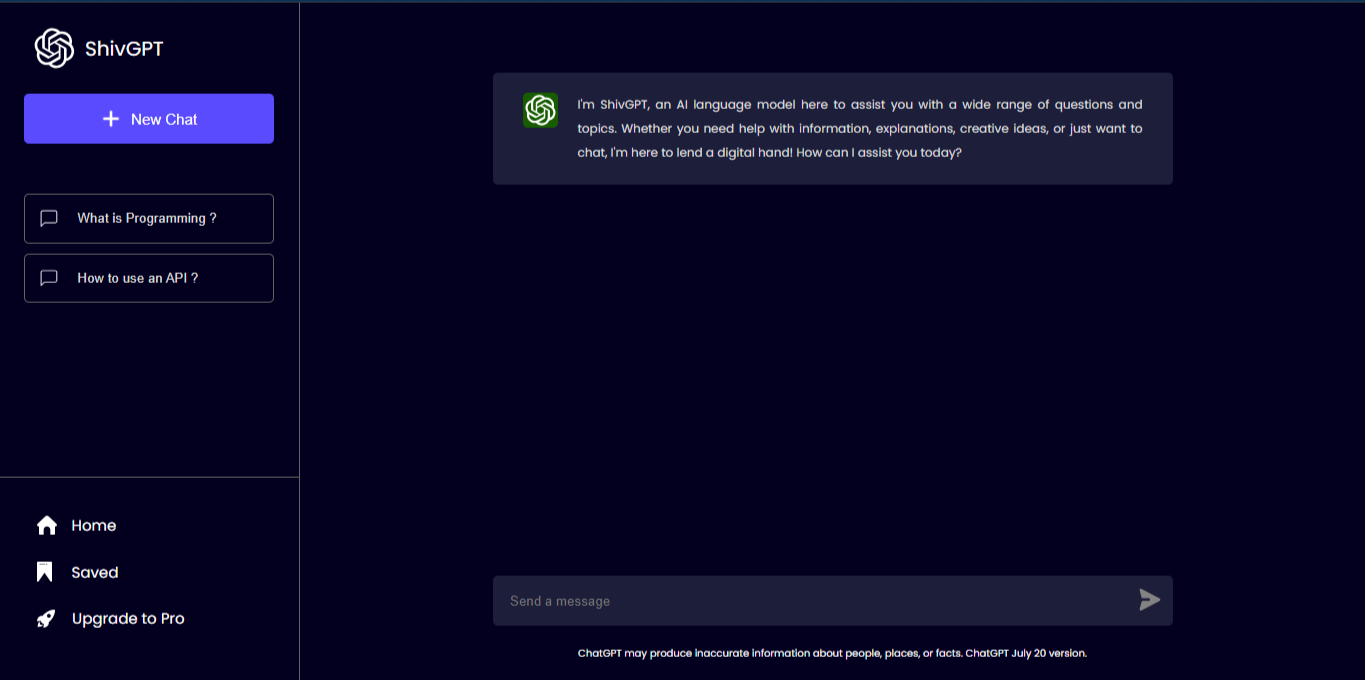 ShivGPT
New Chat
What is Programming ?
How to use an API ?
Home
Saved
Upgrade to Pro
I'm ShivGPT, an AI language model here to assist you with a wide range of questions and
topics. Whether you need help with information, explanations, creative ideas, or just want to
chat, I'm here to lend a digital hand! How can I assist you today?
Send a message
ChatGPT may produce inaccurate information about people, places, or facts. ChatGPT July 20 version.